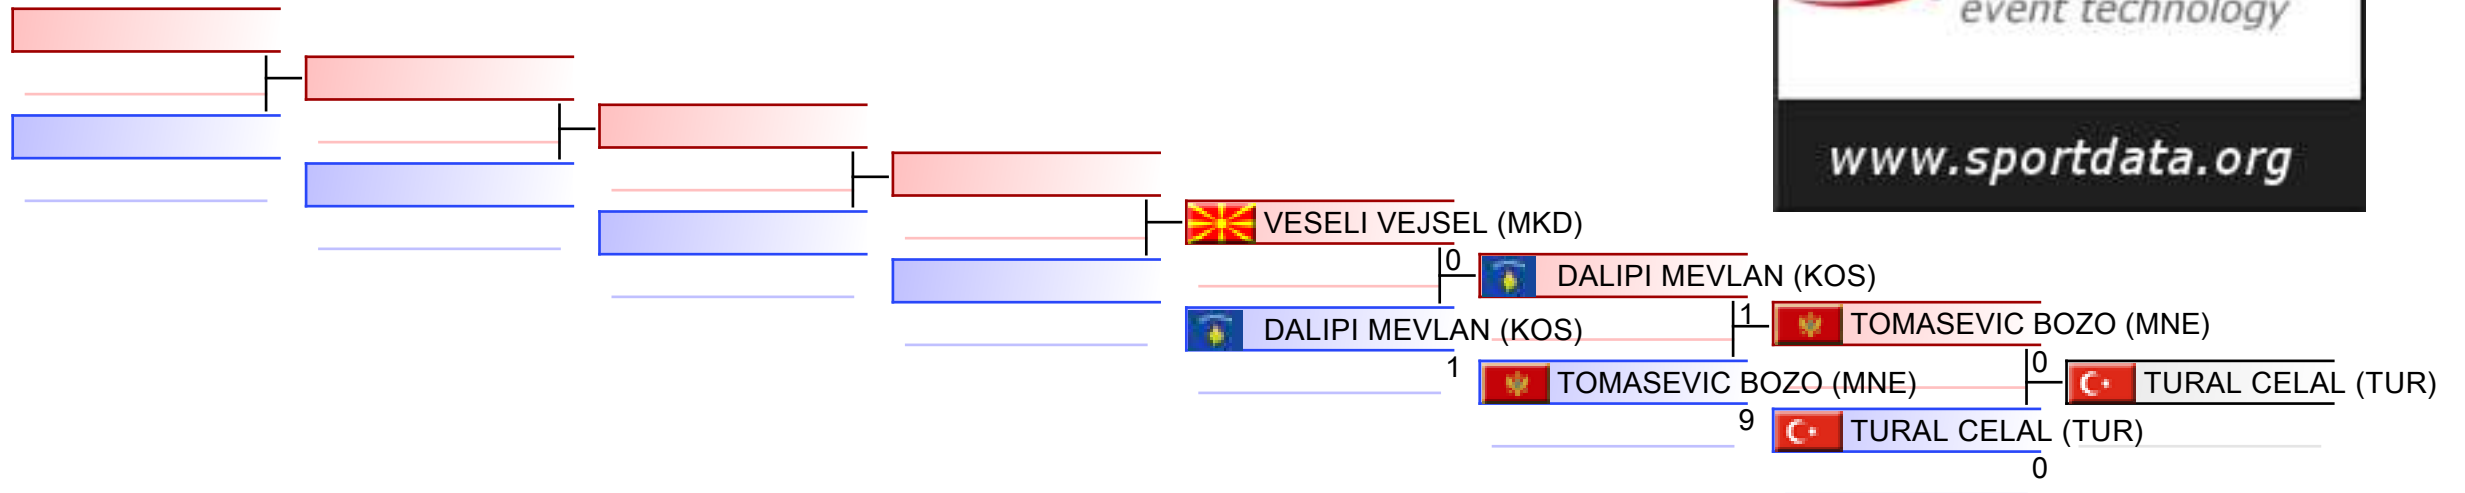 event technology
www.sportdata.org
VESELI VEJSEL (MKD)
0
DALIPI MEVLAN (KOS)
1
DALIPI MEVLAN (KOS)
1
TOMASEVIC BOZO (MNE)
9
TOMASEVIC BOZO (MNE)
0
TURAL CELAL (TUR)
0
TURAL CELAL (TUR)